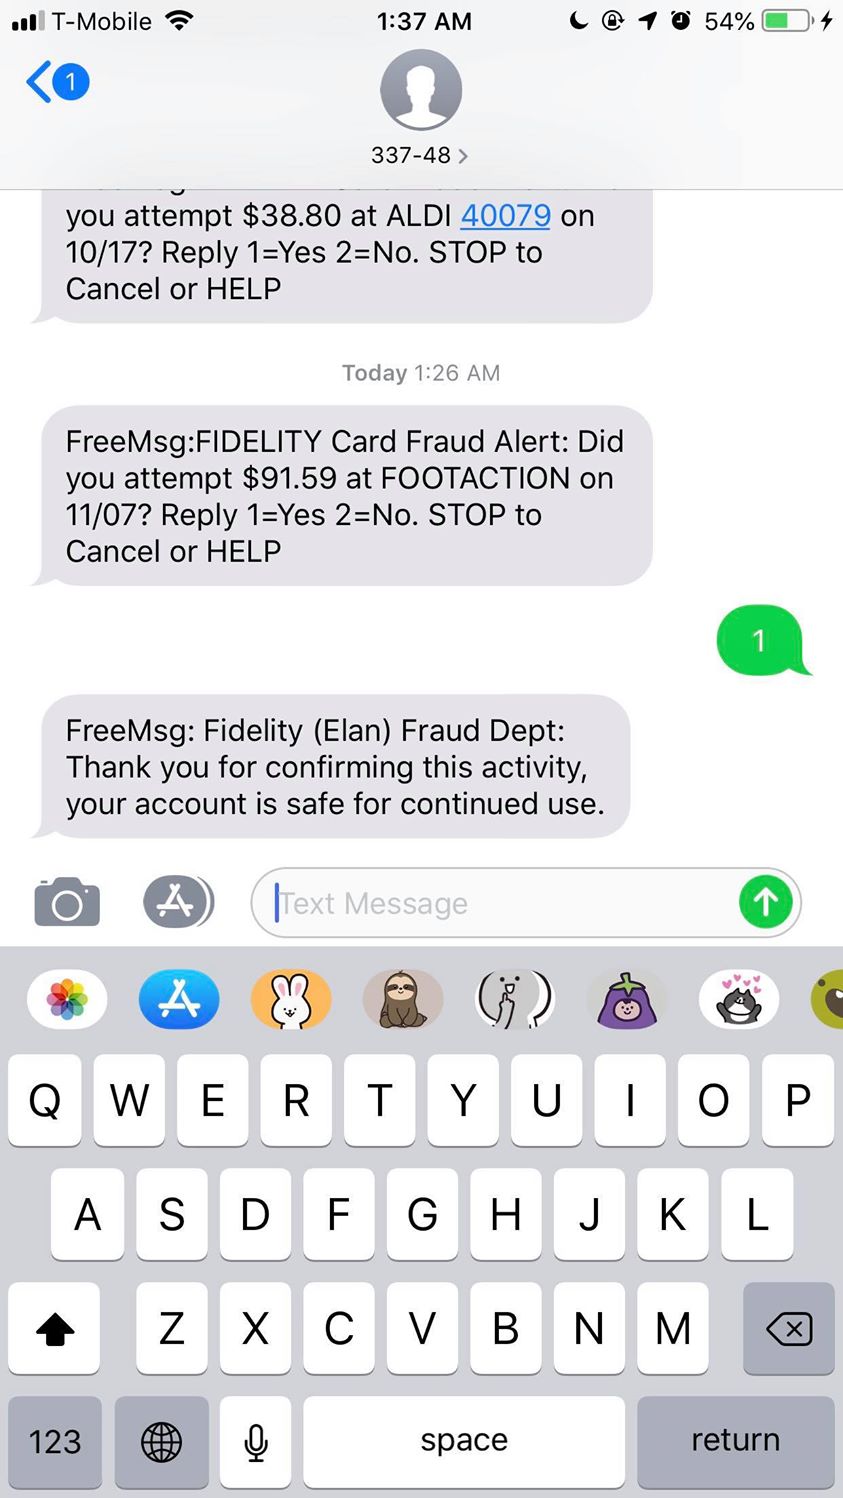 T-Mobile 1:37 AM 54%
1
337-48
you attempt $38.80 at ALDI 40079 on
10/17? Reply 1=Yes 2=No. STOP to
Cancel or HELP
Today 1:26 AM
FreeMsg:FIDELITY Card Fraud Alert: Did
you attempt $91.59 at FOOTACTION on
11/07? Reply 1=Yes 2=No. STOP to
Cancel or HELP
1
FreeMsg: Fidelity (Elan) Fraud Dept:
Thank you for confirming this activity,
your account is safe for continued use.
Text Message
Q W E R T Y U I O P
A S D F G H J K L
Z X C V B N M
123 space return